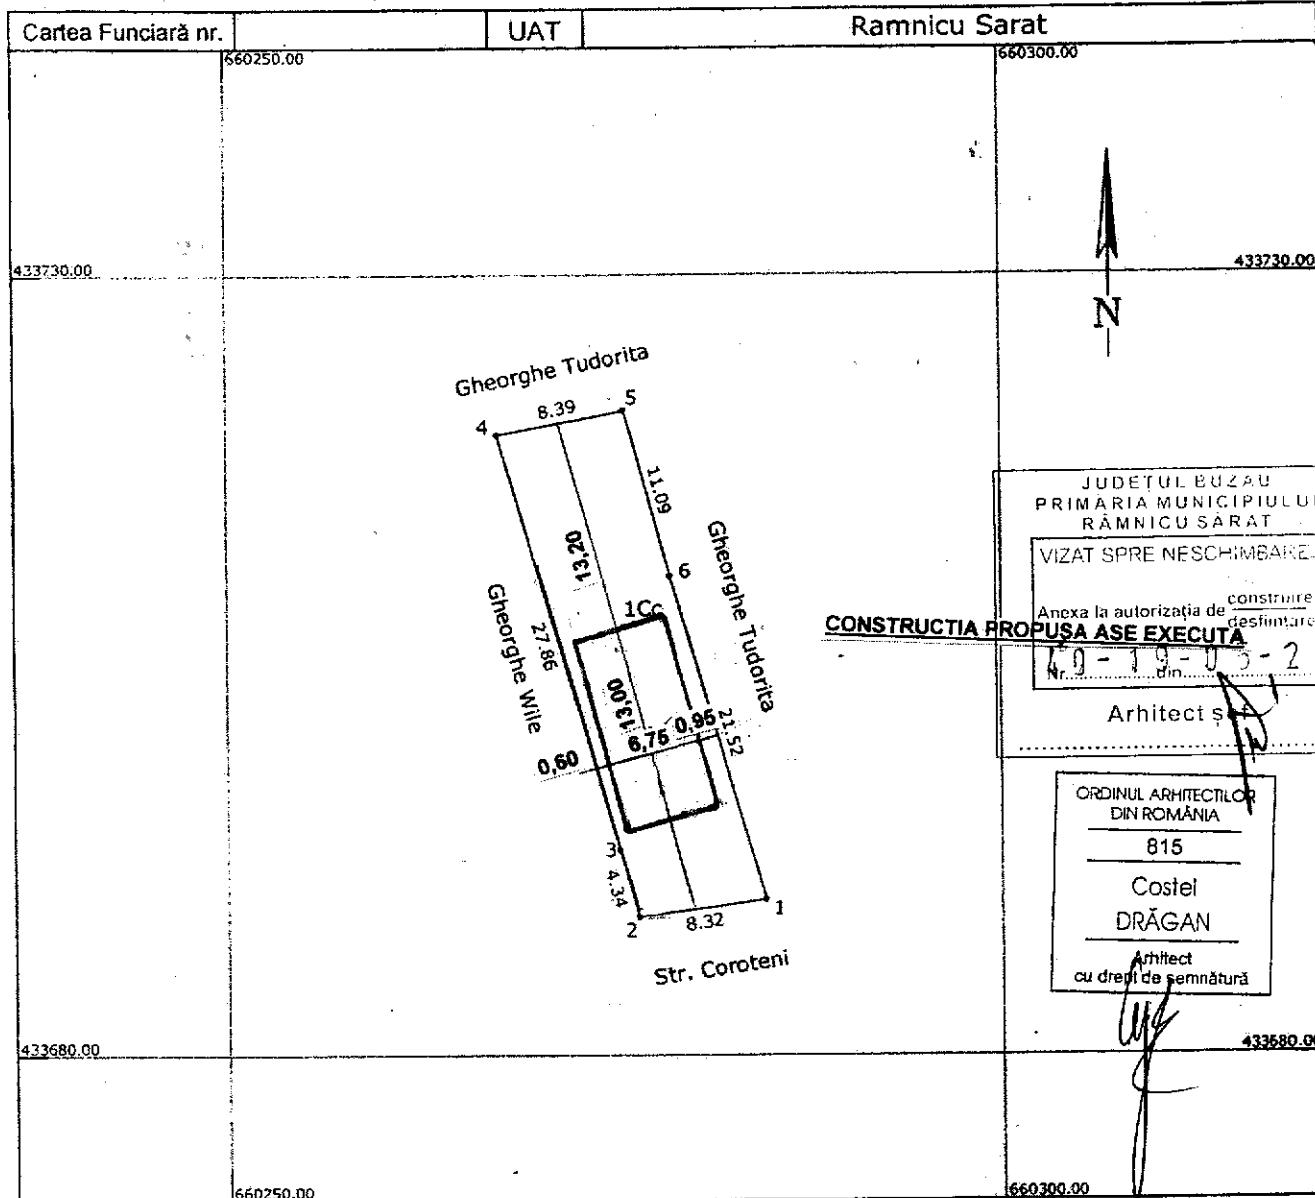 Cartea Funciară nr. UAT Ramnicu Sarat
660250.00 660300.00
N
433730.00 433730.00
Gheorghe Tudorita
4 8.39 5
11.09
13,20
6
Gheorghe Tudorita
Gheorghe Wile
27.86
1Cc
13,00
21.52
0,60 6,75 0,95
3
4.34
2 8.32 1
Str. Coroteni
CONSTRUCTIA PROPUSA ASE EXECUTA
JUDEȚUL BUZAU
PRIMĂRIA MUNICIPIULUI
RÂMNICU SĂRAT
VIZAT SPRE NESCHIMBARE
Anexa la autorizația de construire
desființare
Nr. din
Arhitect șef
ORDINUL ARHITECTILOR
DIN ROMÂNIA
815
Costel
DRĂGAN
Arhitect
cu drept de semnătură
433680.00 433680.00
660250.00 660300.00